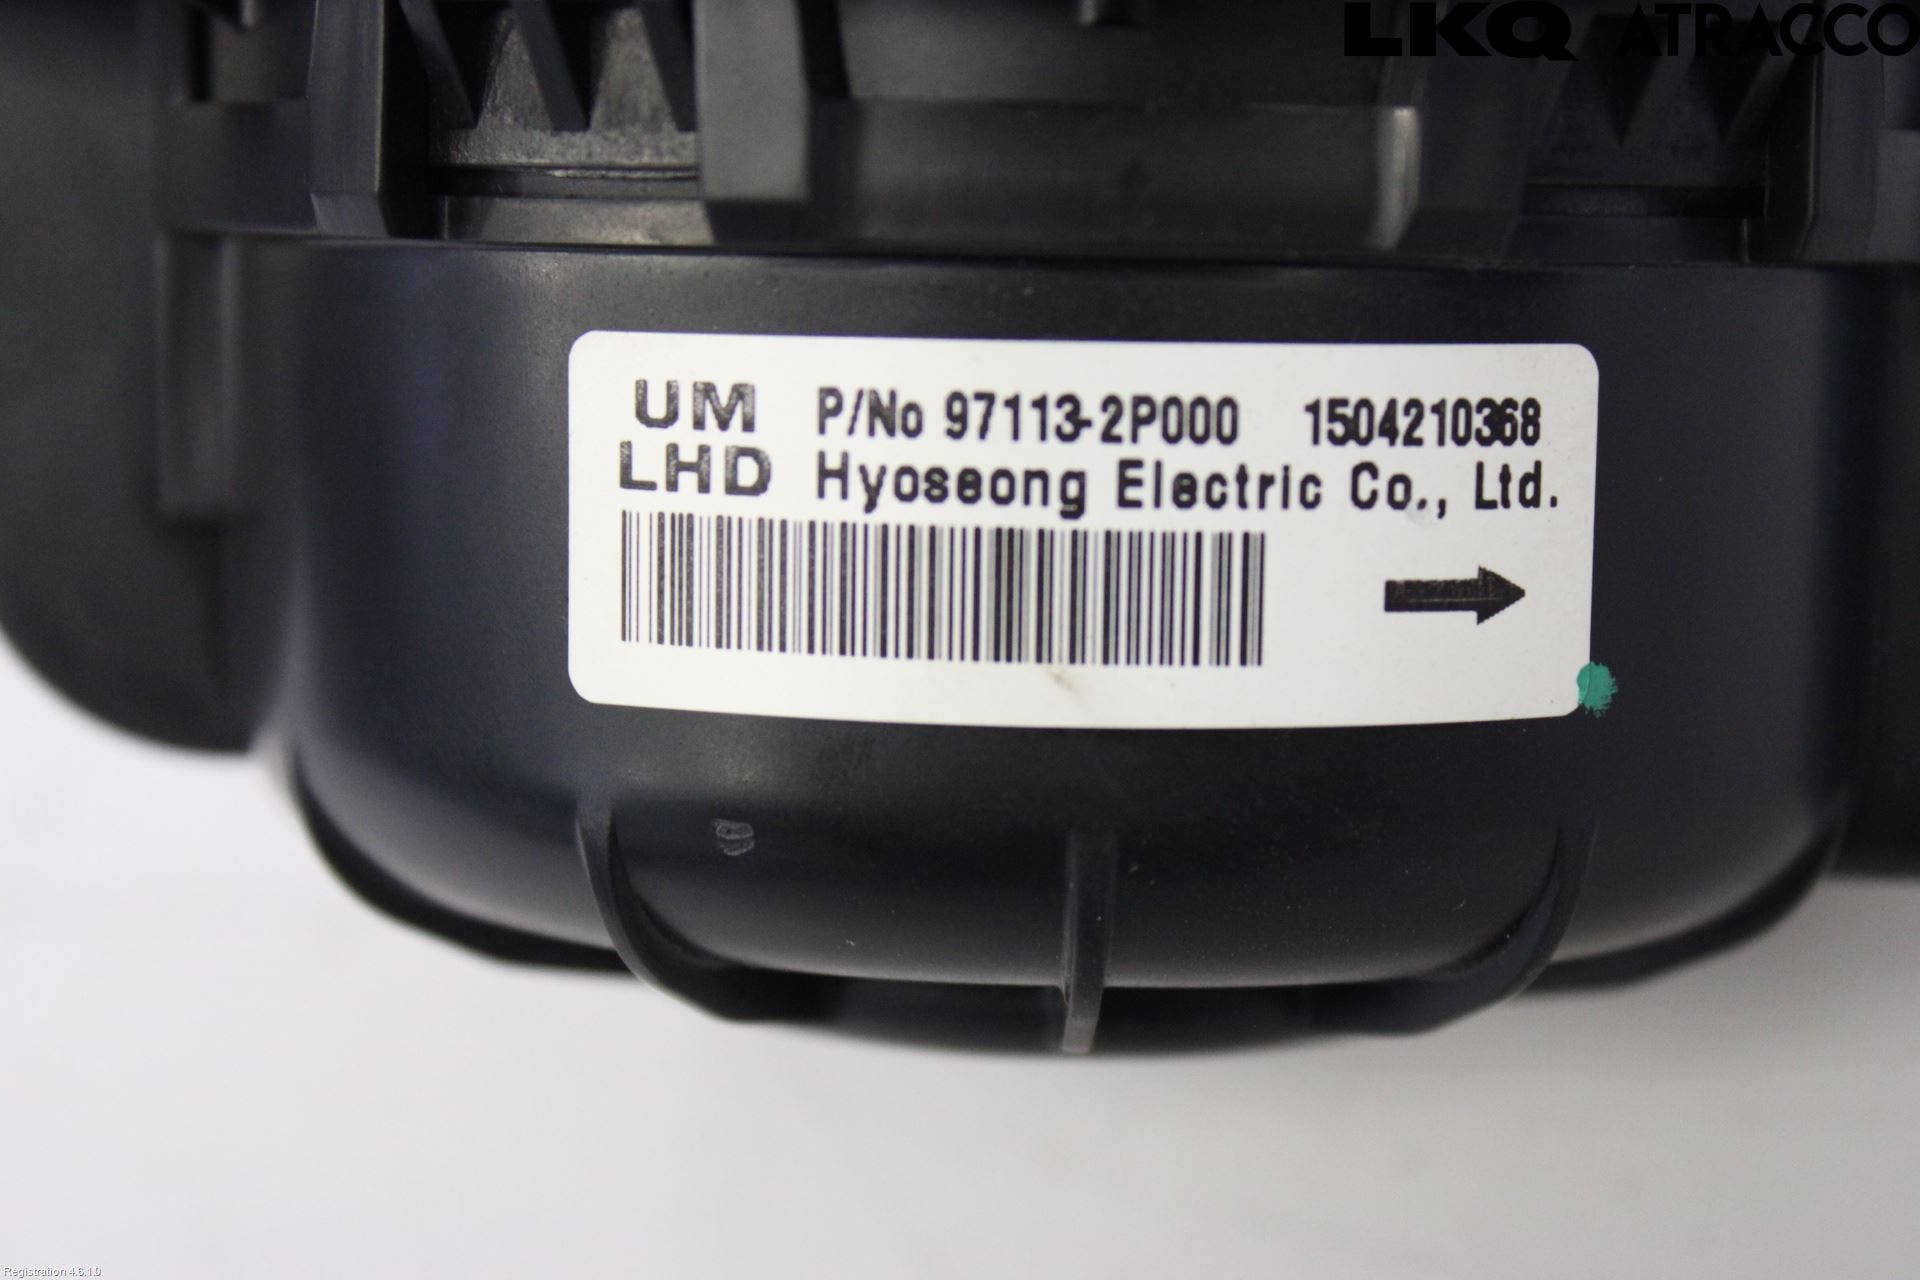 LKQ ATRACCO
UM P/No 97113-2P000 1504210368
LHD Hyoseong Electric Co., Ltd.
Registration 4.6.1.0